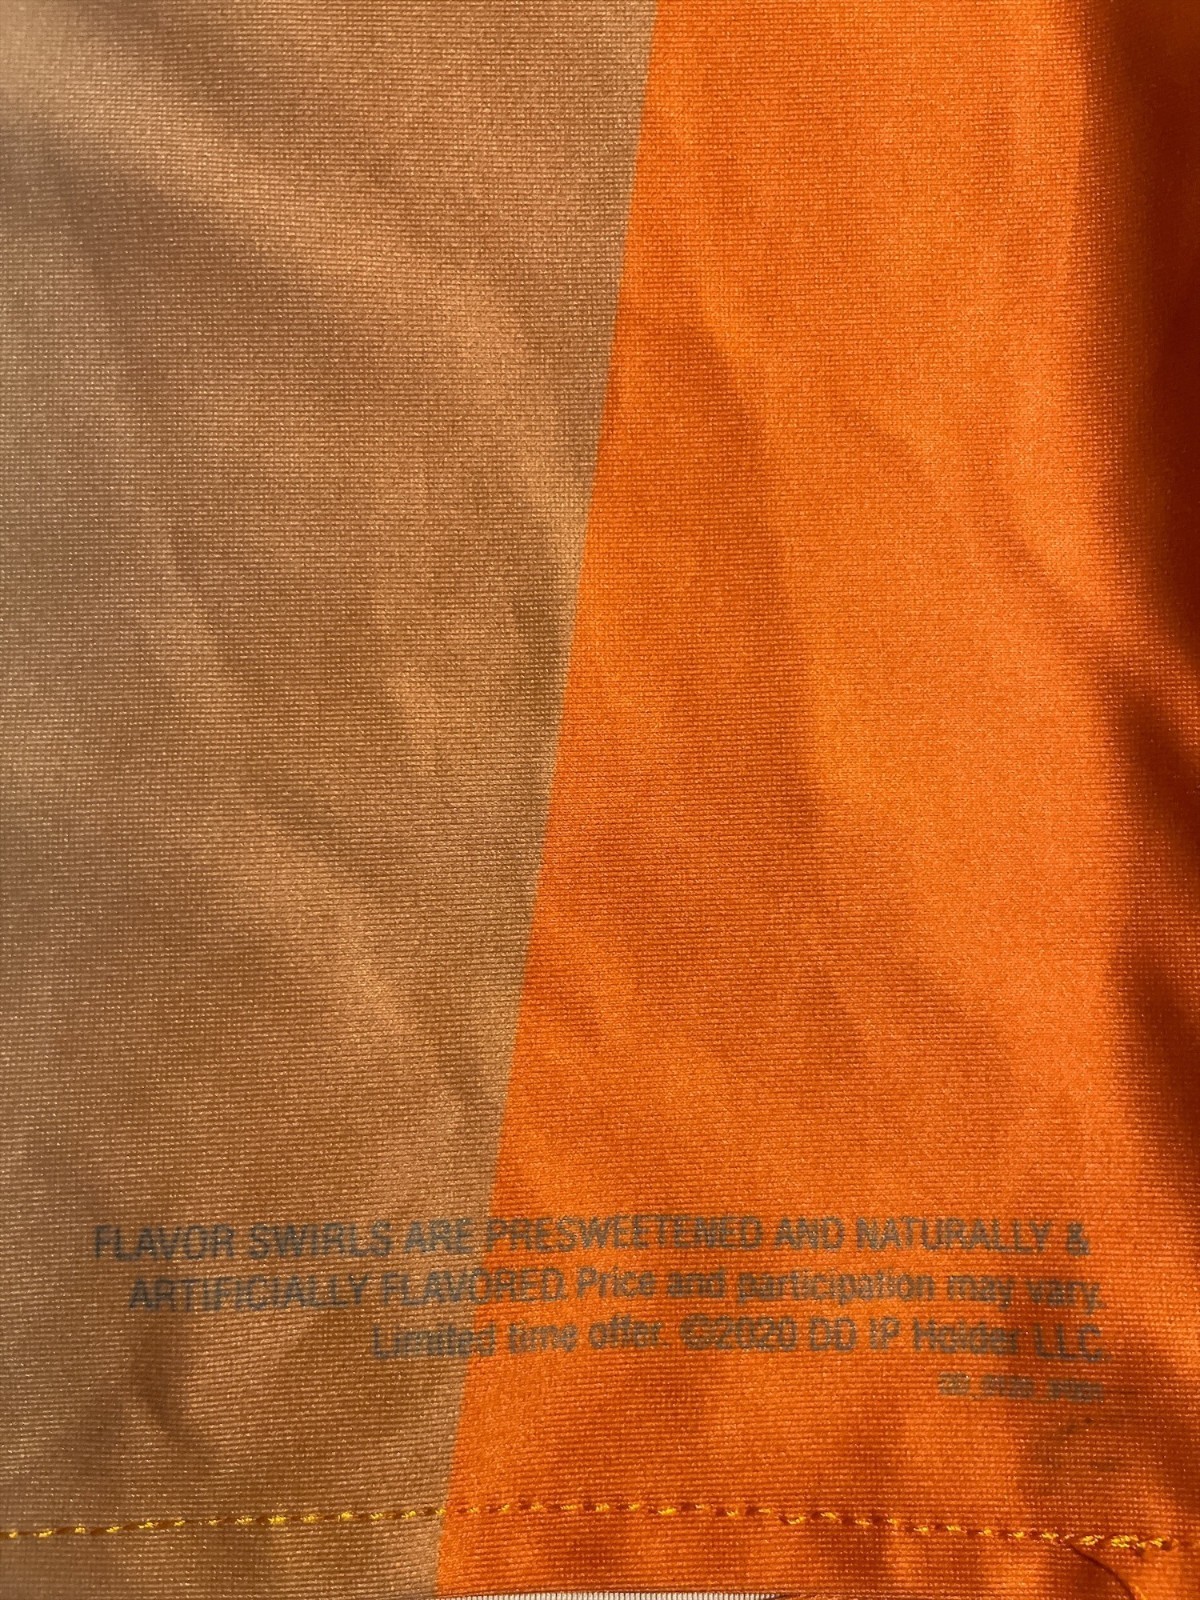 FLAVOR SWIRLS ARE PRESWEETENED AND NATURALLY &
ARTIFICIALLY FLAVORED. Price and participation may vary.
Limited time offer. ©2020 DD IP Holder LLC.